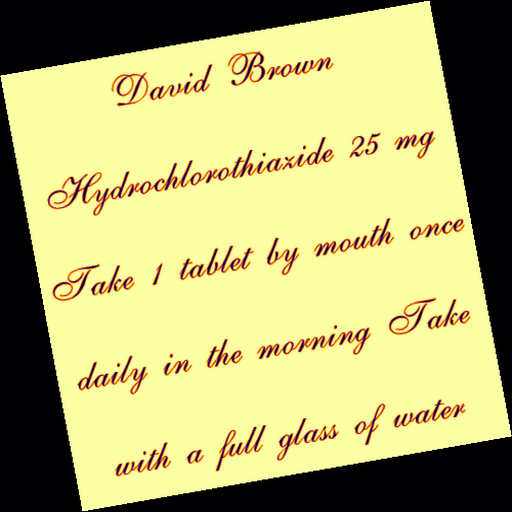 David Brown
Hydrochlorothiazide 25 mg
Take 1 tablet by mouth once
daily in the morning Take
with a full glass of water